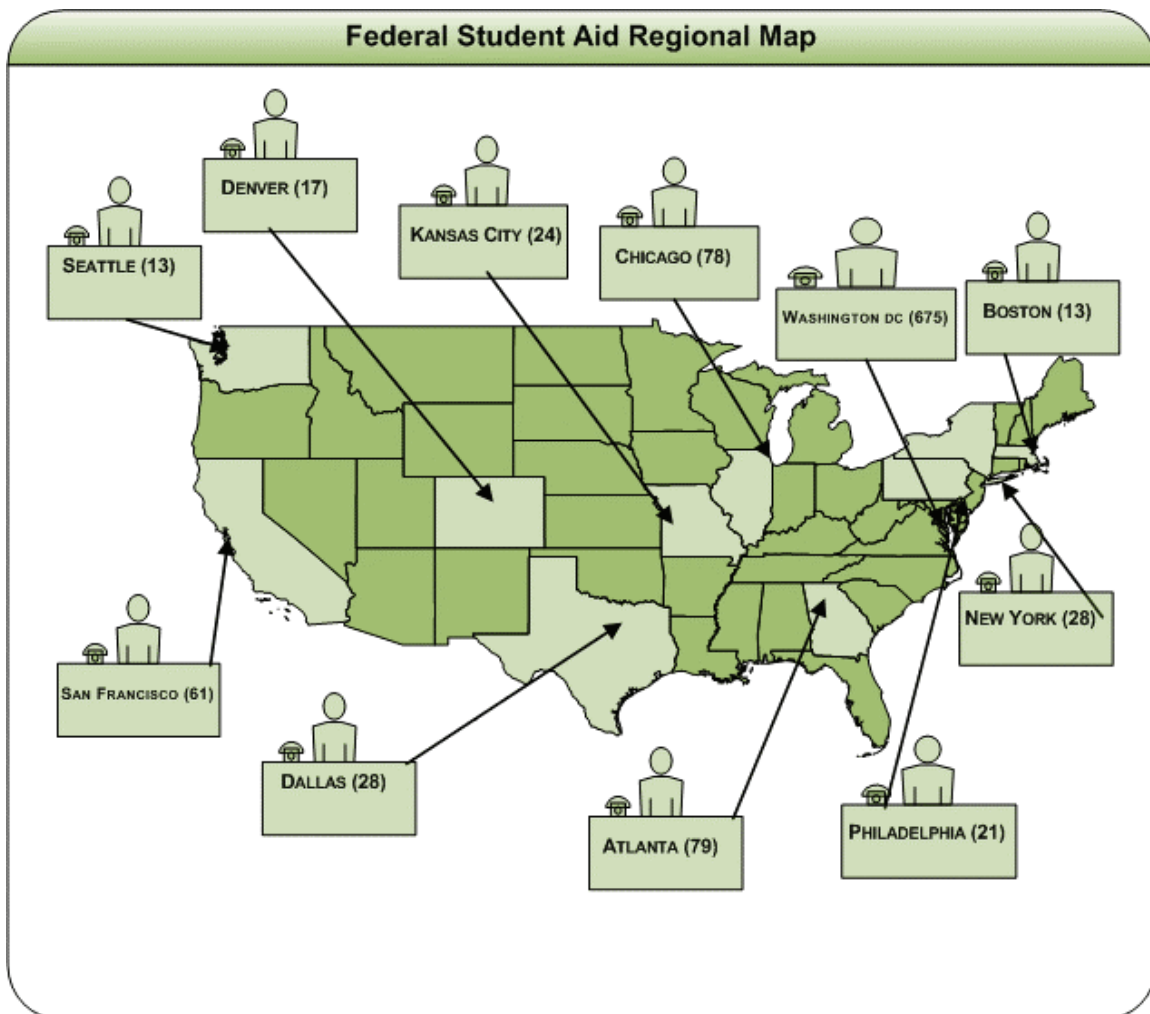 Federal Student Aid Regional Map
DENVER (17)
KANSAS CITY (24)
CHICAGO (78)
SEATTLE (13)
WASHINGTON DC (675)
BOSTON (13)
NEW YORK (28)
SAN FRANCISCO (61)
DALLAS (28)
ATLANTA (79)
PHILADELPHIA (21)